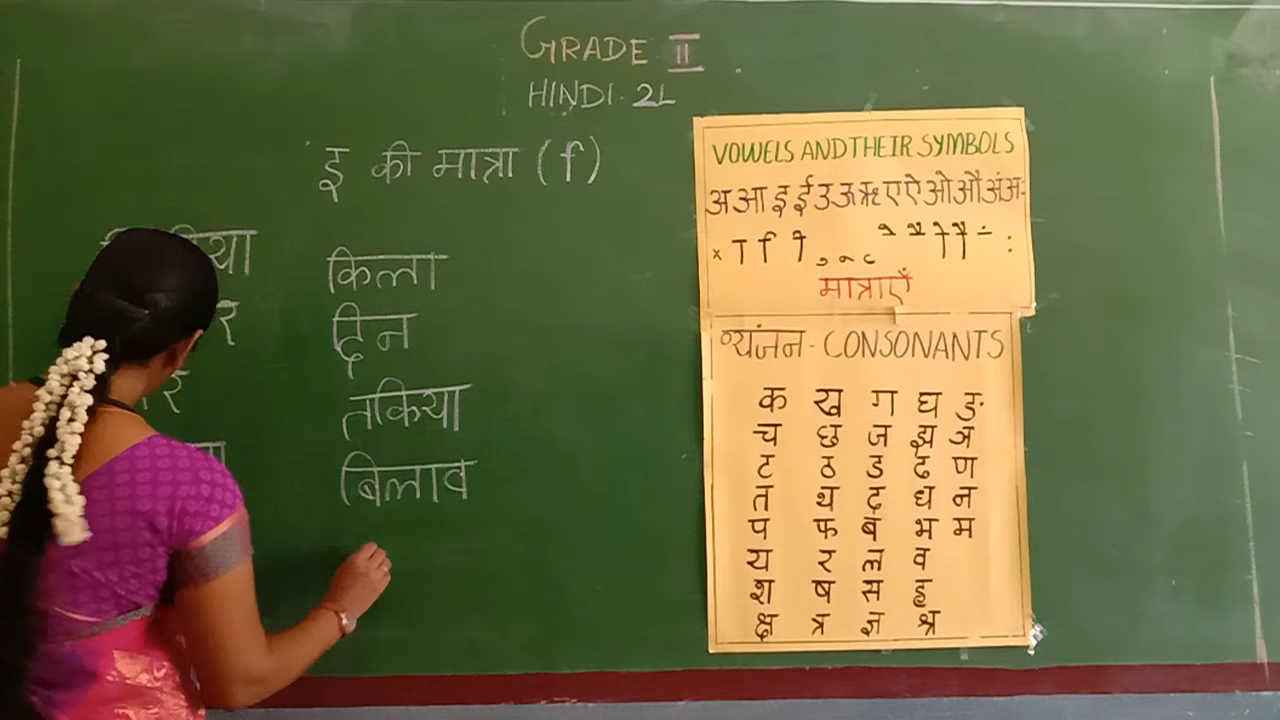 GRADE II
HINDI-2L
इ की मात्रा (ि)
किला
दिन
तकिया
बिलाव
VOWELS AND THEIR SYMBOLS
अ आ इ ई उ ऊ ऋ ए ऐ ओ औ अं अः
× ा ि ी ु ू ृ े ै ो ौ ं ः
मात्राएँ
व्यंजन - CONSONANTS
क ख ग घ ङ
च छ ज झ ञ
ट ठ ड ढ ण
त थ द ध न
प फ ब भ म
य र ल व
श ष स ह
क्ष त्र ज्ञ श्र